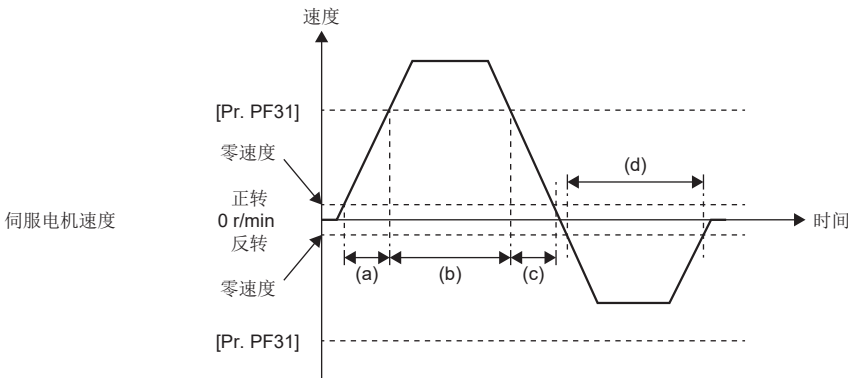 速度
[Pr. PF31]
零速度
(d)
正转
伺服电机速度
0 r/min
时间
反转
(a)
(b)
(c)
零速度
[Pr. PF31]